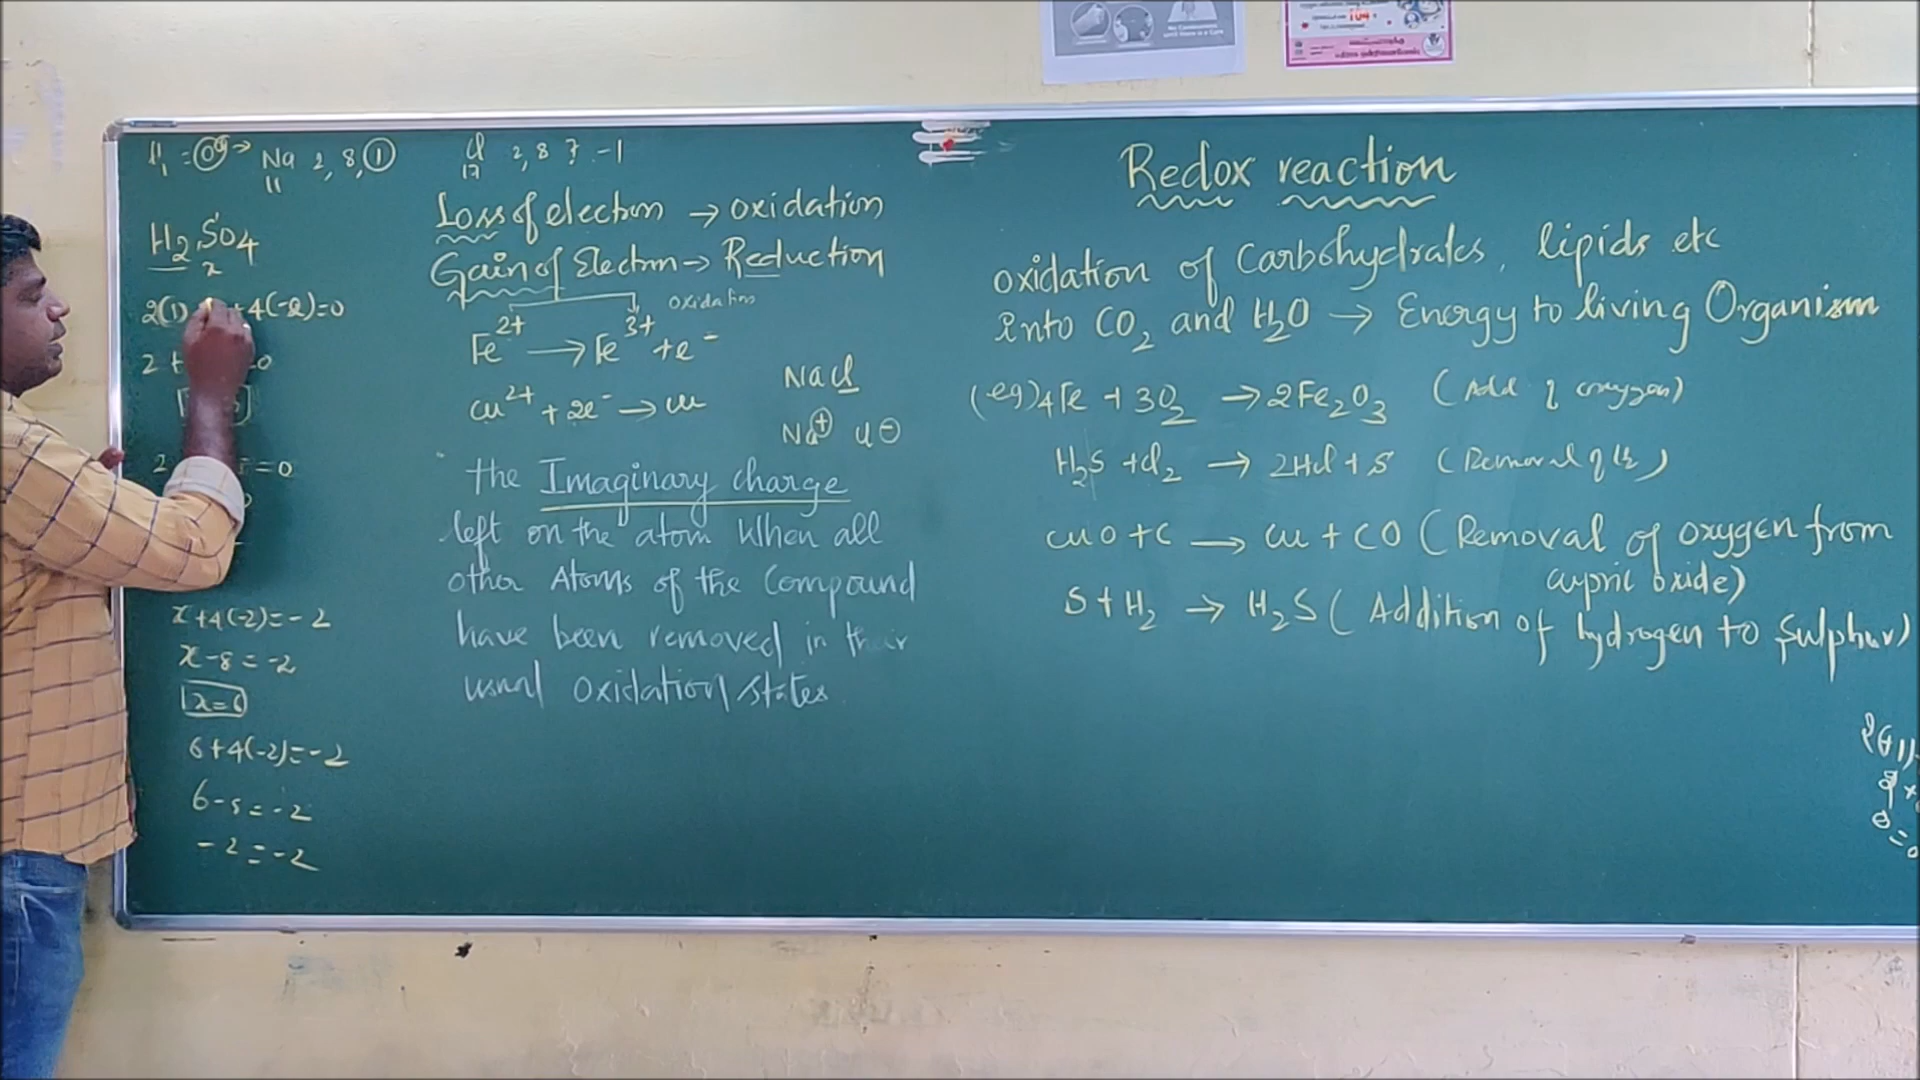 Na 2, 8, 1
11
Cl 2, 8 7 -1
17
H2SO4
x
2(1) +4(-2)=0
2 +
=0
x+4(-2)=-2
x-8=-2
x=6
6+4(-2)=-2
6-8=-2
-2=-2
Loss of electron → oxidation
Gain of Electron → Reduction
oxidation
Fe2+ → Fe3+ +e-
Cu2+ + 2e- → Cu
NaCl
Na+ Cl-
the Imaginary charge
left on the atom When all
other Atoms of the Compound
have been removed in their
usual Oxidation states
Redox reaction
oxidation of Carbohydrates, lipids etc
into CO2 and H2O → Energy to living Organism
(eg) 4Fe + 3O2 → 2Fe2O3 (Add of oxygen)
H2S + Cl2 → 2HCl + S (Removal of H2)
CuO + C → Cu + CO (Removal of oxygen from
cupric oxide)
S + H2 → H2S (Addition of hydrogen to Sulphur)
2(+1)
104